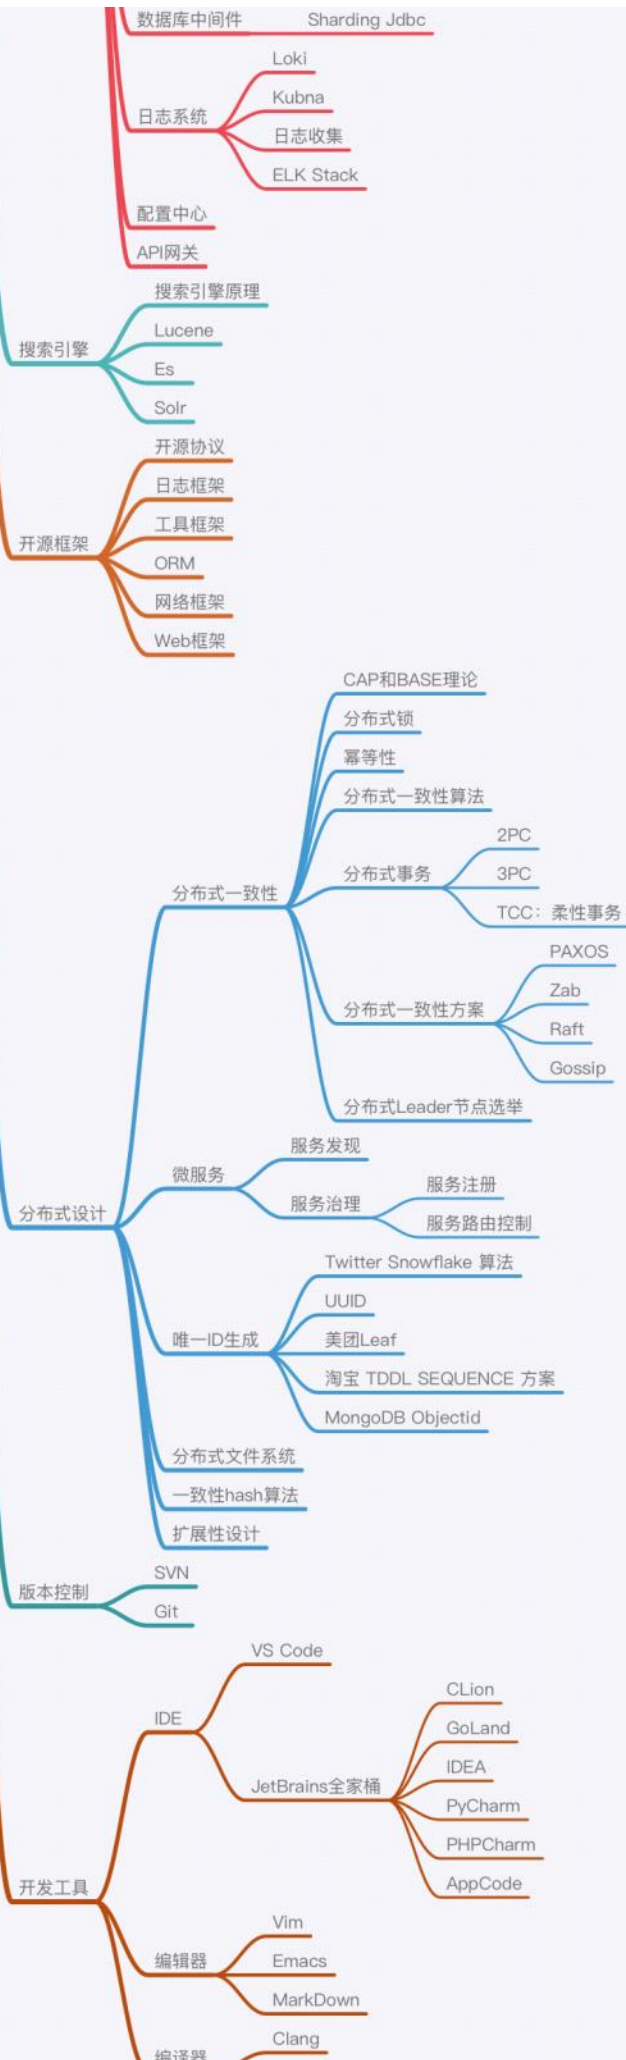 数据库中间件 Sharding Jdbc
Loki
Kubna
日志系统
日志收集
ELK Stack
配置中心
API网关
搜索引擎原理
Lucene
搜索引擎
Es
Solr
开源协议
日志框架
工具框架
开源框架
ORM
网络框架
Web框架
CAP和BASE理论
分布式锁
幂等性
分布式一致性算法
2PC
分布式事务
3PC
分布式一致性
TCC：柔性事务
PAXOS
Zab
分布式一致性方案
Raft
Gossip
分布式Leader节点选举
服务发现
微服务
服务注册
服务治理
分布式设计
服务路由控制
Twitter Snowflake 算法
UUID
唯一ID生成
美团Leaf
淘宝 TDDL SEQUENCE 方案
MongoDB Objectid
分布式文件系统
一致性hash算法
扩展性设计
SVN
版本控制
Git
VS Code
CLion
IDE
GoLand
IDEA
JetBrains全家桶
PyCharm
PHPCharm
AppCode
开发工具
Vim
编辑器
Emacs
MarkDown
Clang
编译器